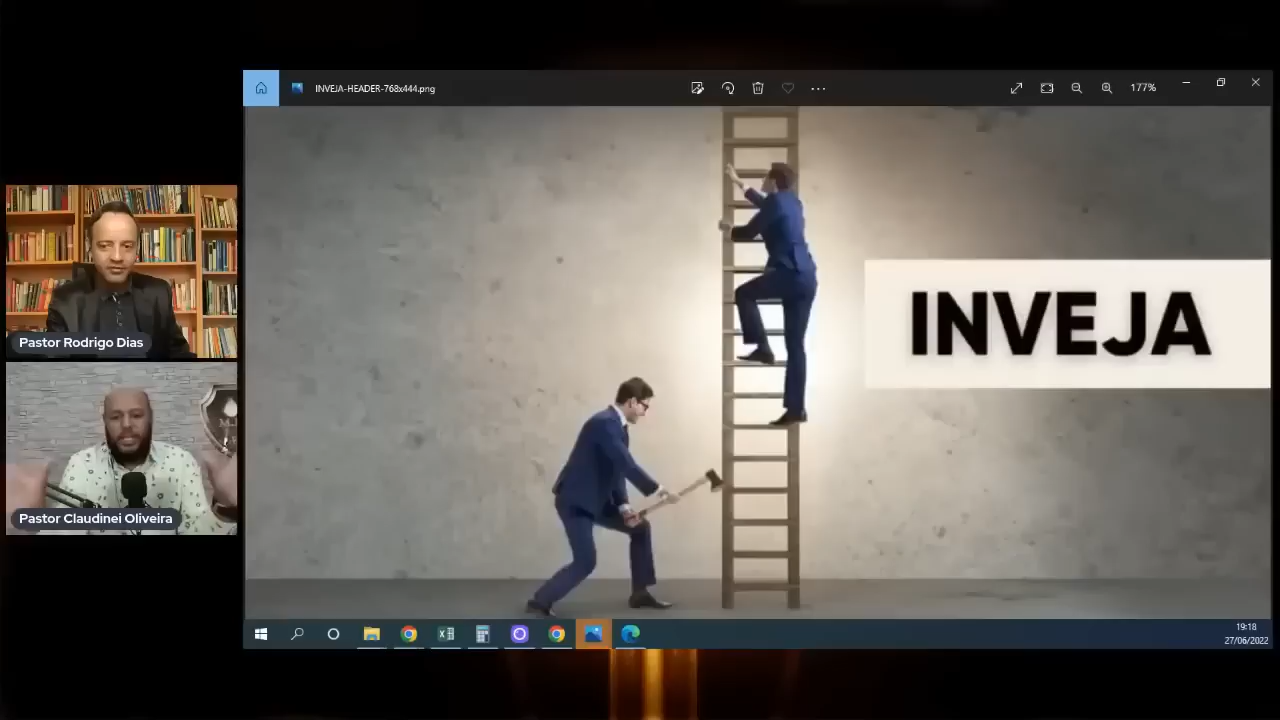 INVEJA-HEADER-768x444.png
177%
INVEJA
Pastor Rodrigo Dias
Pastor Claudinei Oliveira
19:18
27/06/2022